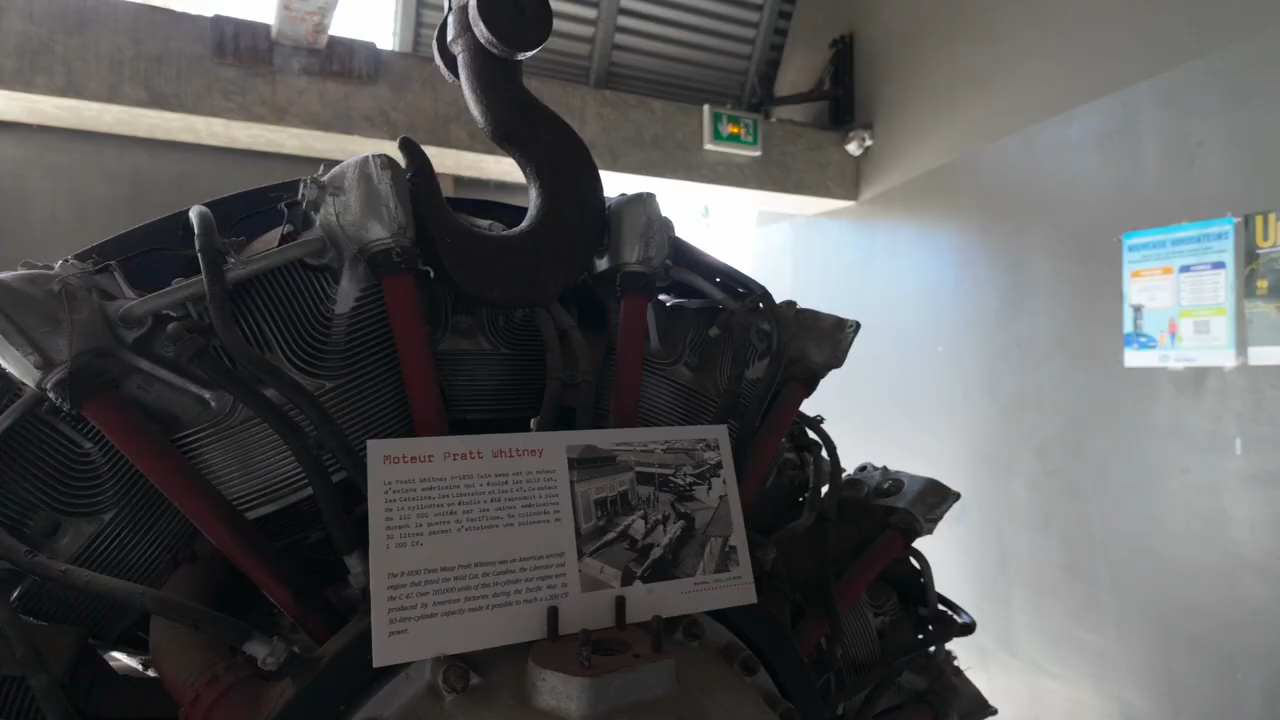 Moteur Pratt Whitney
Le Pratt Whitney R-1830 Twin Wasp est un moteur
d'avions américains qui a équipé les Wild Cat,
les Catalina, les Liberator et les C 47. Ce moteur
de 14 cylindres en étoile a été reproduit à plus
de 110 000 unités par les usines américaines
durant la guerre du Pacifique. Sa cylindrée de
30 litres permet d'atteindre une puissance de
1 200 CV.
The R-1830 Twin Wasp Pratt Whitney was an American aircraft
engine that fitted the Wild Cat, the Catalina, the Liberator and
the C 47. Over 110,000 units of this 14-cylinder star engine were
produced by American factories during the Pacific War. Its
30-litre-cylinder capacity made it possible to reach a 1,200 CV
power.